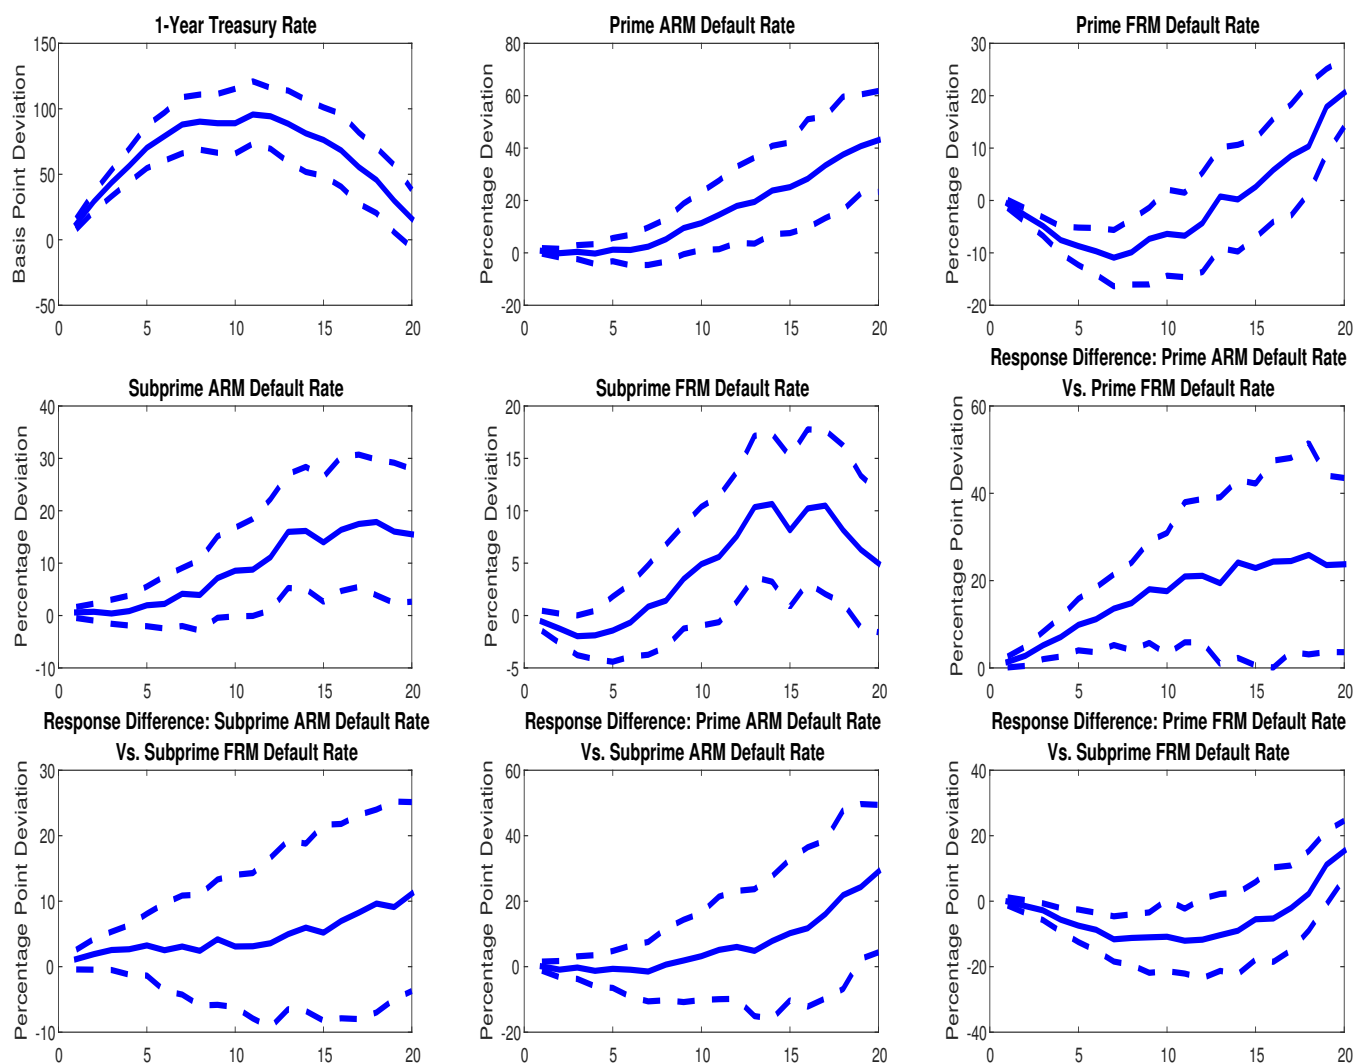 1-Year Treasury Rate
Basis Point Deviation
150
100
50
0
-50
0 5 10 15 20
Prime ARM Default Rate
Percentage Deviation
80
60
40
20
0
-20
0 5 10 15 20
Prime FRM Default Rate
Percentage Deviation
30
20
10
0
-10
-20
0 5 10 15 20
Subprime ARM Default Rate
Percentage Deviation
40
30
20
10
0
-10
0 5 10 15 20
Subprime FRM Default Rate
Percentage Deviation
20
15
10
5
0
-5
0 5 10 15 20
Response Difference: Prime ARM Default Rate
Vs. Prime FRM Default Rate
Percentage Point Deviation
60
40
20
0
0 5 10 15 20
Response Difference: Subprime ARM Default Rate
Vs. Subprime FRM Default Rate
Percentage Point Deviation
30
20
10
0
-10
0 5 10 15 20
Response Difference: Prime ARM Default Rate
Vs. Subprime ARM Default Rate
Percentage Point Deviation
60
40
20
0
-20
0 5 10 15 20
Response Difference: Prime FRM Default Rate
Vs. Subprime FRM Default Rate
Percentage Point Deviation
40
20
0
-20
-40
0 5 10 15 20